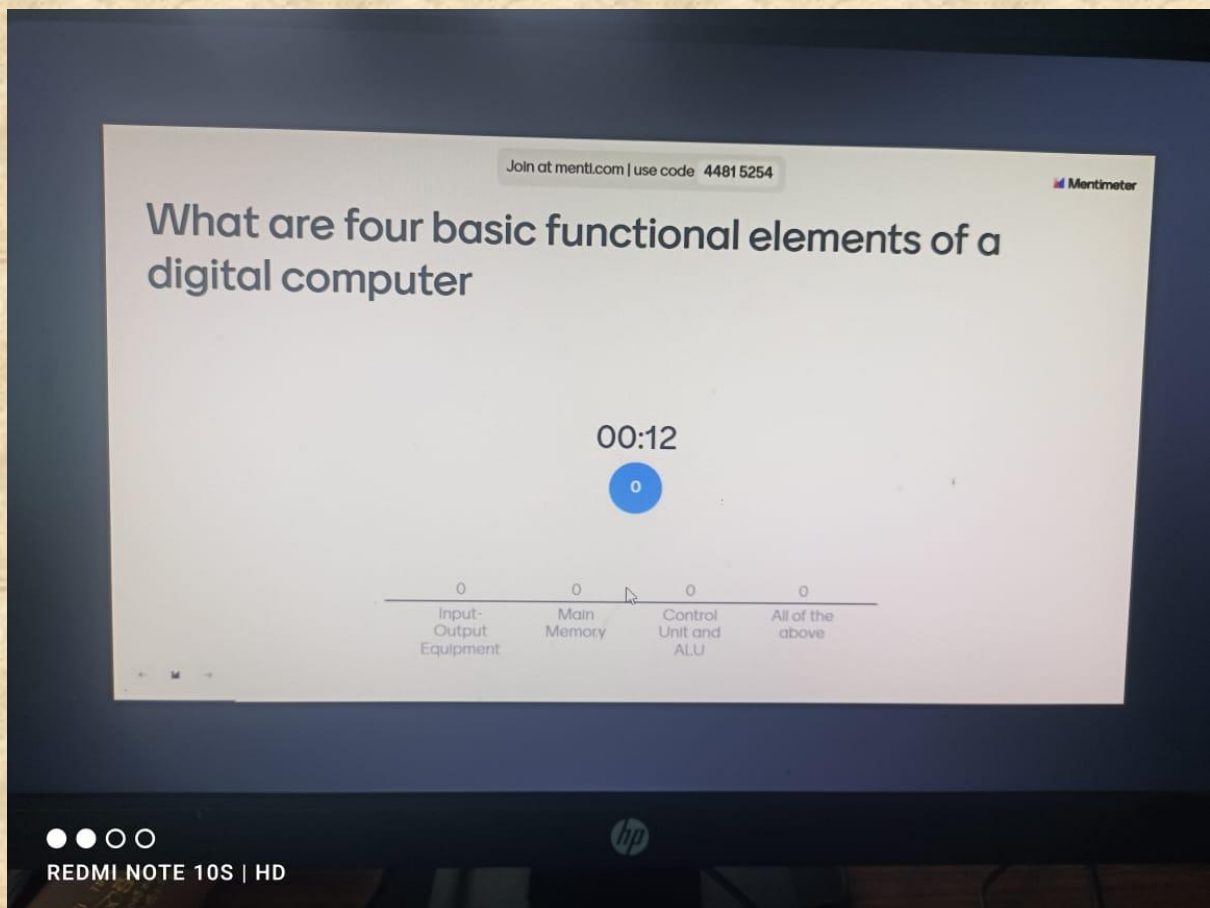 Join at menti.com | use code 4481 5254
Mentimeter
What are four basic functional elements of a
digital computer
00:12
0
0 0 0 0
Input-
Output
Equipment
Main
Memory
Control
Unit and
ALU
All of the
above
hp
REDMI NOTE 10S | HD